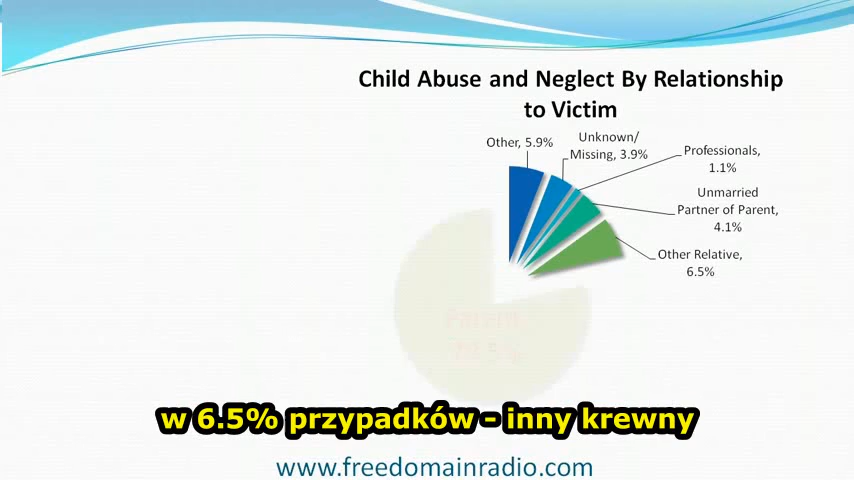 Child Abuse and Neglect By Relationship
to Victim
Other, 5.9%
Unknown/
Missing, 3.9%
Professionals,
1.1%
Unmarried
Partner of Parent,
4.1%
Other Relative,
6.5%
Parent,
w 6.5% przypadków - inny krewny
www.freedomainradio.com